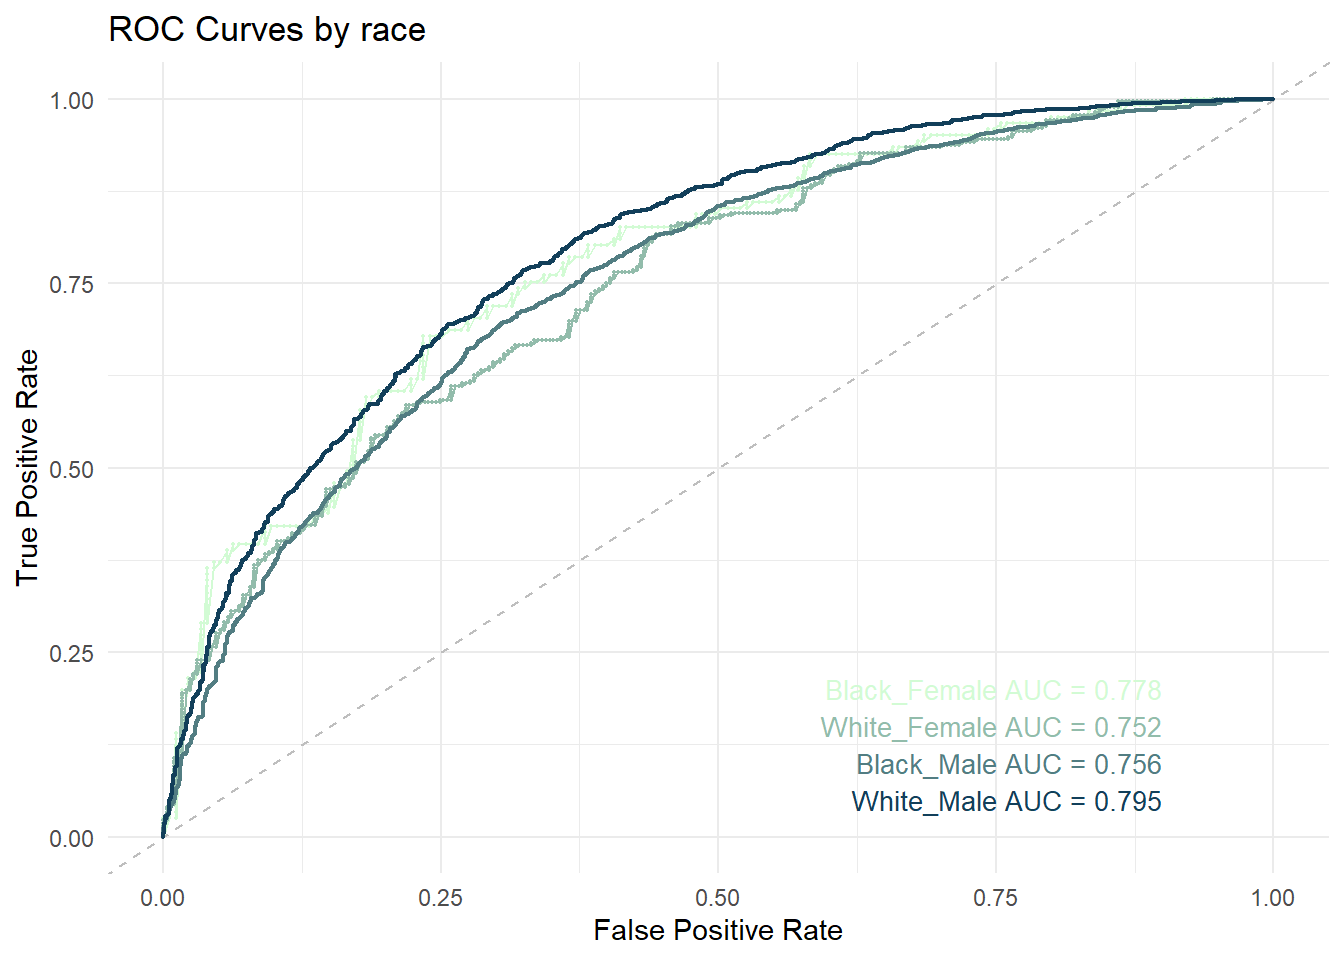 ROC Curves by race
True Positive Rate
1.00
0.75
0.50
0.25
0.00
Black_Female AUC = 0.778
White_Female AUC = 0.752
Black_Male AUC = 0.756
White_Male AUC = 0.795
0.00 0.25 0.50 0.75 1.00
False Positive Rate